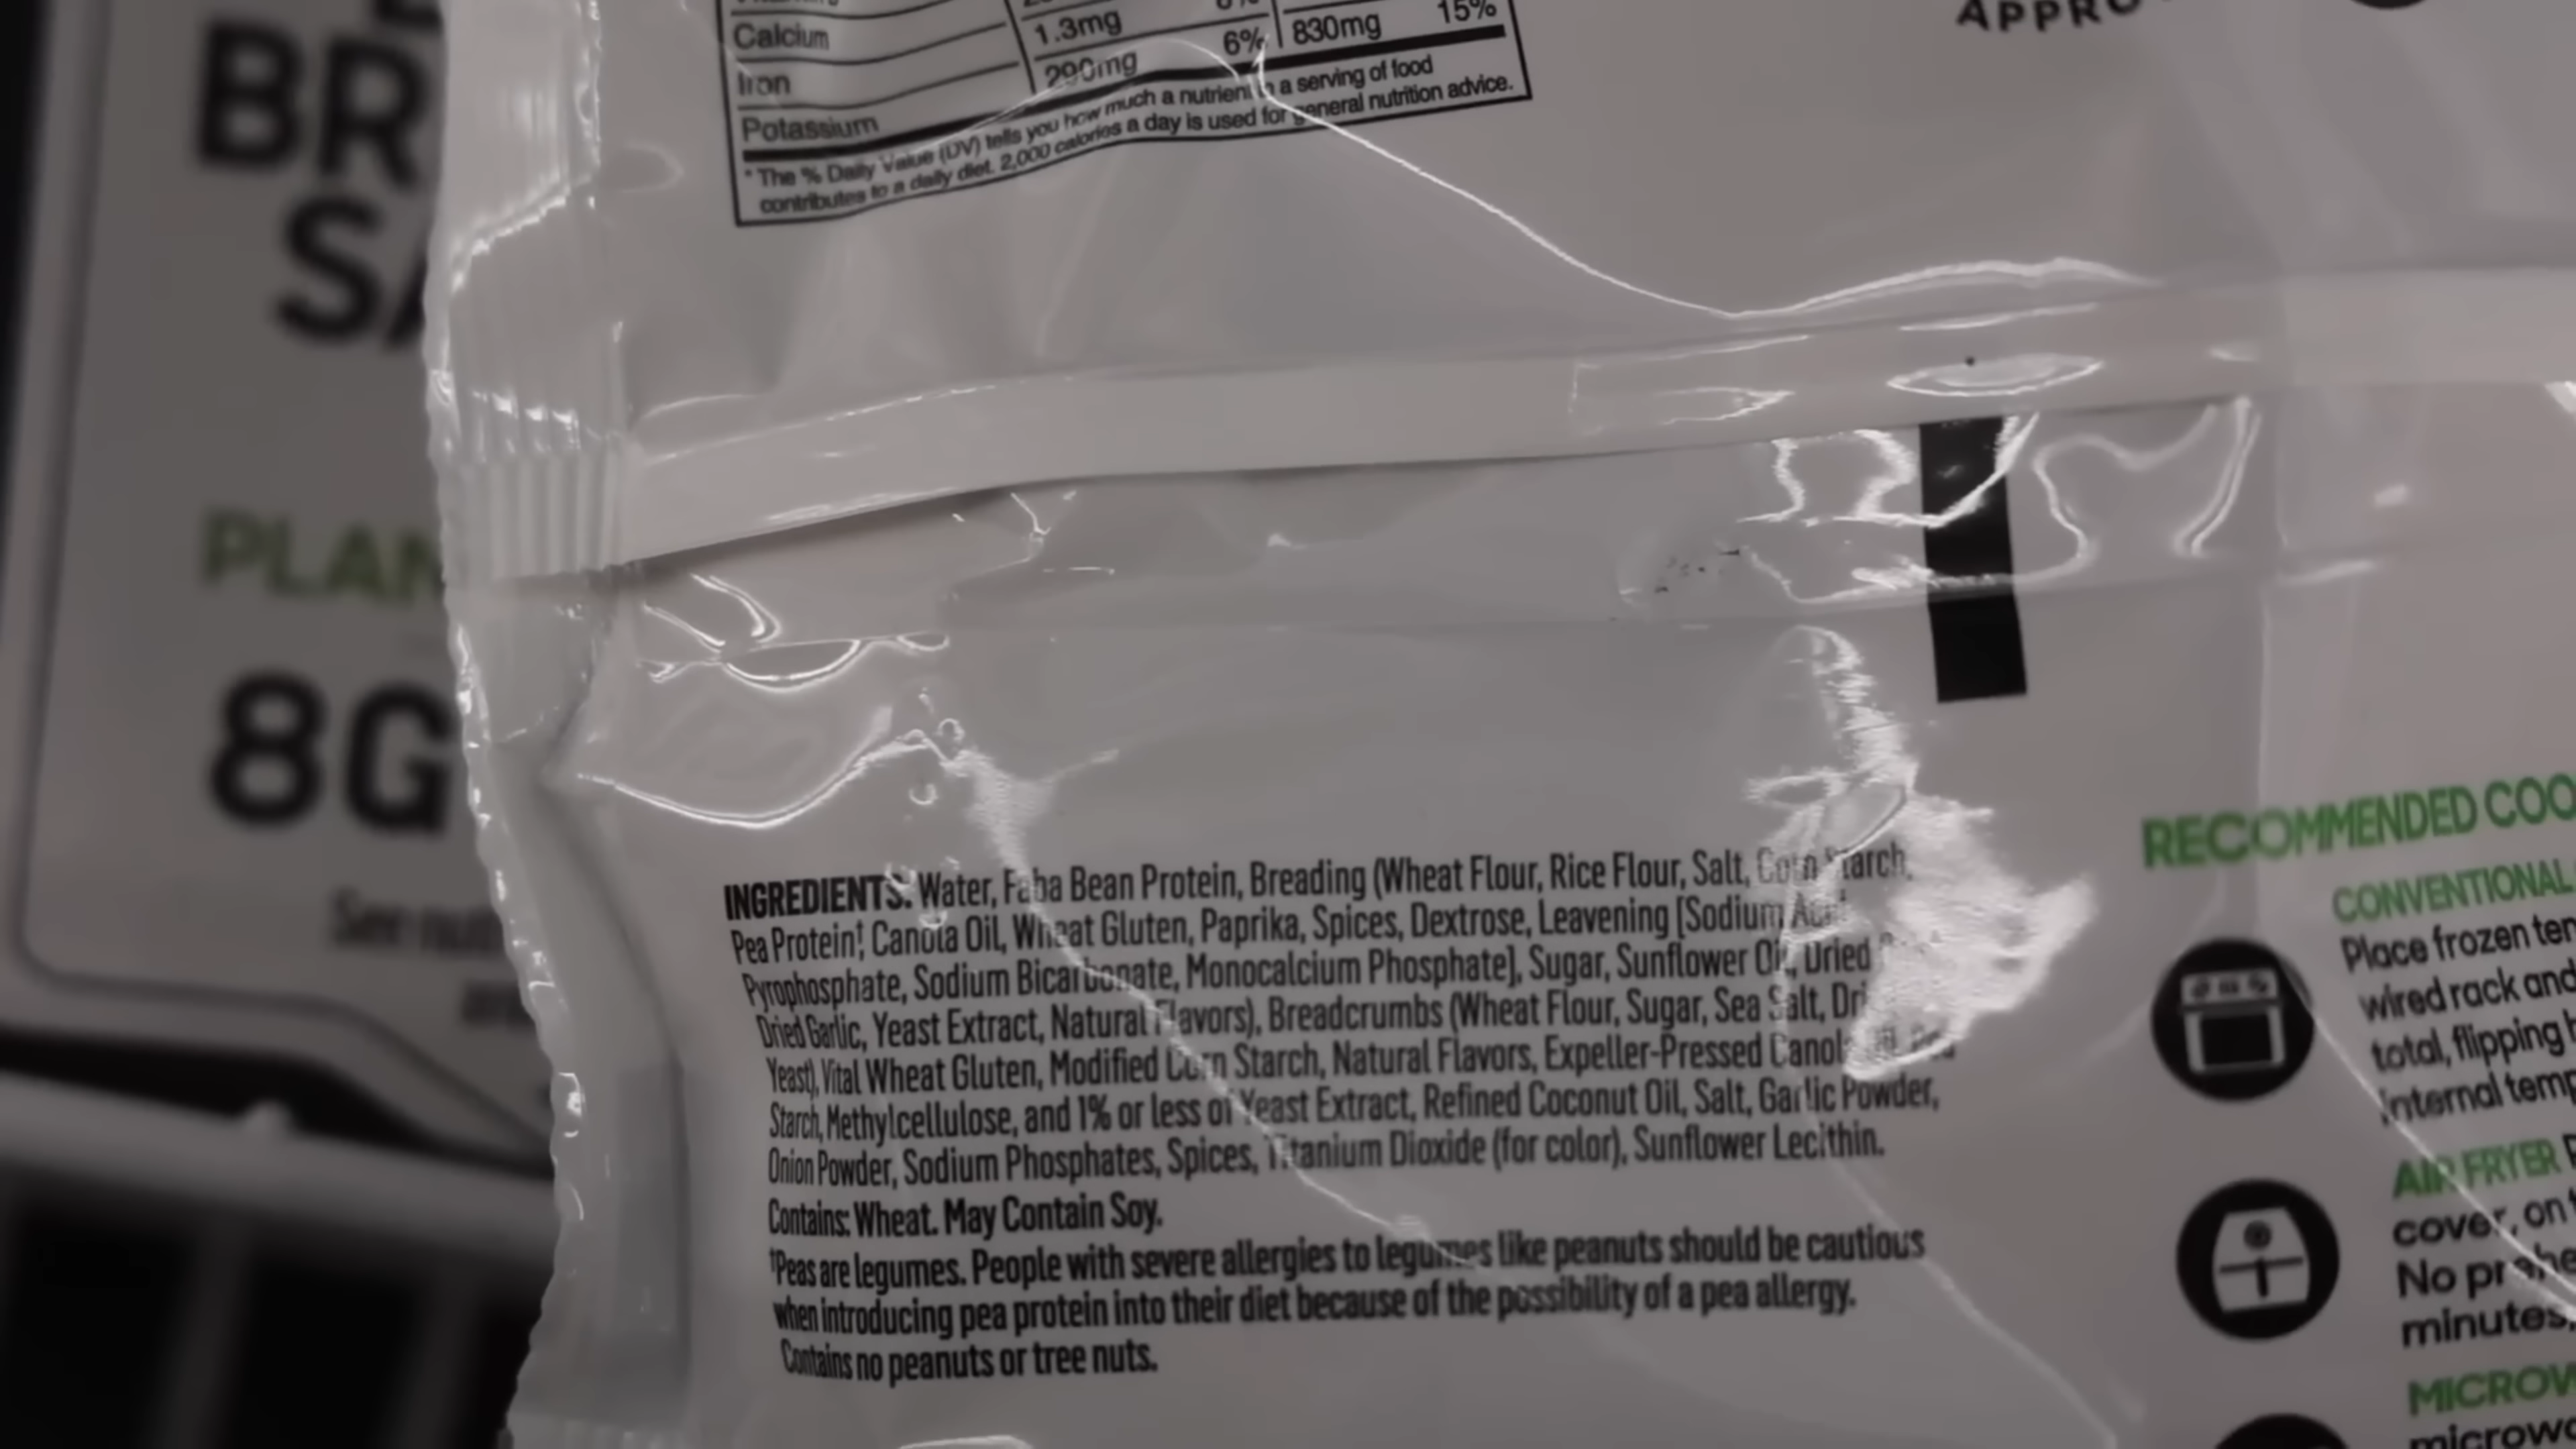 BR
S
PLAN
8G
APPRO
Calcium 1.3mg 6% 830mg 15%
Iron 290mg
Potassium
* The % Daily Value (DV) tells you how much a nutrient in a serving of food
contributes to a daily diet. 2,000 calories a day is used for general nutrition advice.
INGREDIENTS: Water, Faba Bean Protein, Breading (Wheat Flour, Rice Flour, Salt, Corn Starch,
Pea Protein†, Canola Oil, Wheat Gluten, Paprika, Spices, Dextrose, Leavening [Sodium Acid
Pyrophosphate, Sodium Bicarbonate, Monocalcium Phosphate], Sugar, Sunflower Oil, Dried
Dried Garlic, Yeast Extract, Natural Flavors), Breadcrumbs (Wheat Flour, Sugar, Sea Salt,
Yeast), Vital Wheat Gluten, Modified Corn Starch, Natural Flavors, Expeller-Pressed Canola Oil, Pea
Starch, Methylcellulose, and 1% or less of Yeast Extract, Refined Coconut Oil, Salt, Garlic Powder,
Onion Powder, Sodium Phosphates, Spices, Titanium Dioxide (for color), Sunflower Lecithin.
Contains: Wheat. May Contain Soy.
†Peas are legumes. People with severe allergies to legumes like peanuts should be cautious
when introducing pea protein into their diet because of the possibility of a pea allergy.
Contains no peanuts or tree nuts.
RECOMMENDED COO
CONVENTIONAL
Place frozen ten
wired rack and
total, flipping h
internal temp
AIR FRYER
cover, on
No prehe
minutes,
MICROW
microwo